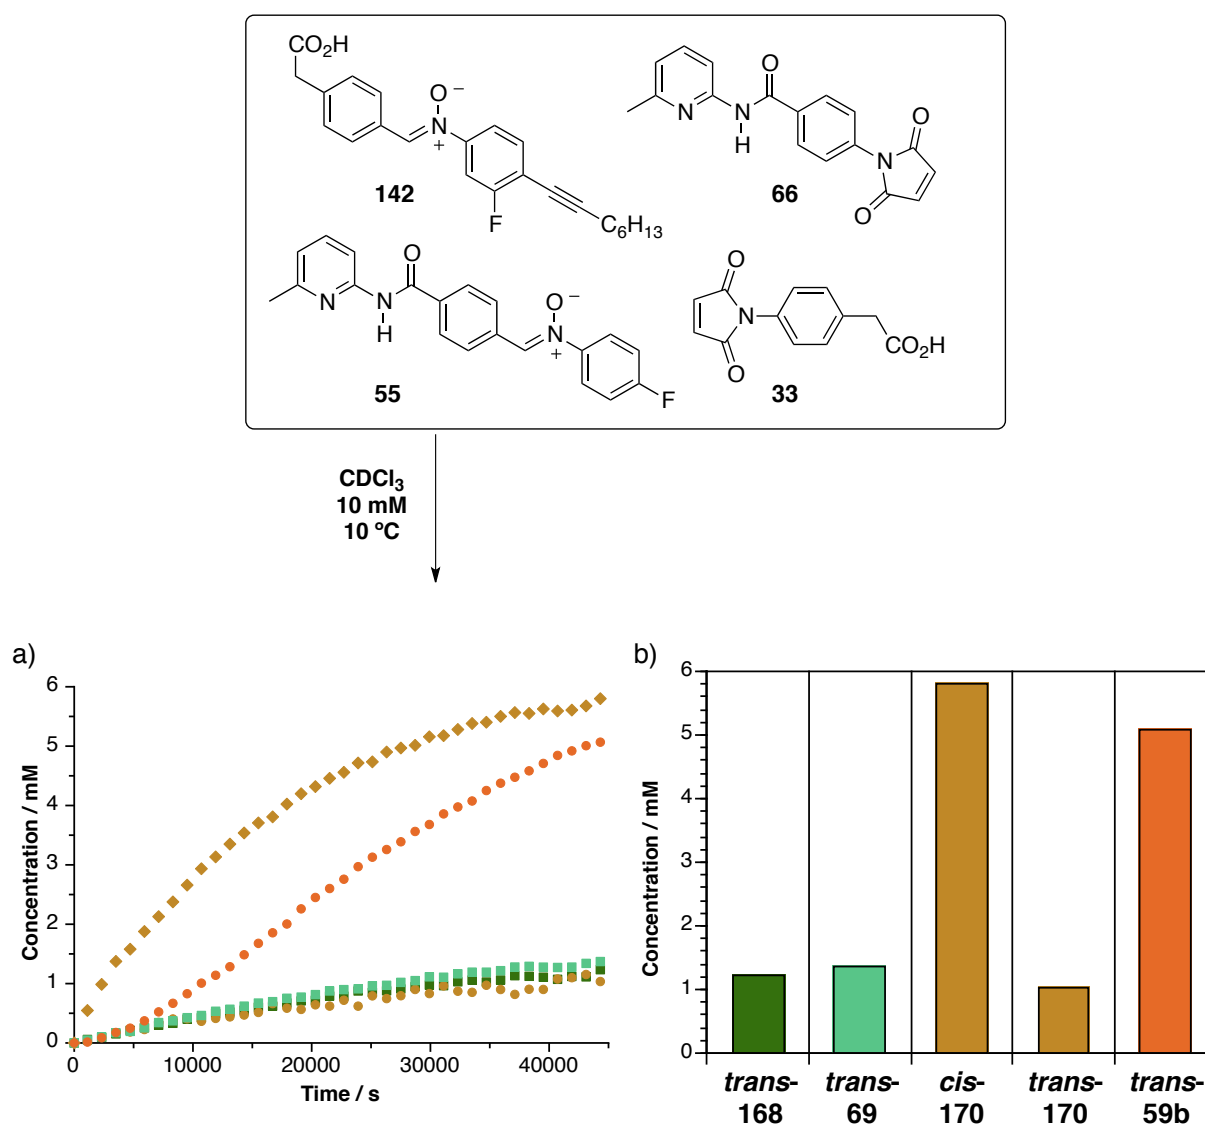 CO₂H
O⁻
N
+
F
C₆H₁₃
142
N
N
H
O
N
O
O
66
N
N
H
O
O⁻
N
+
F
55
O
N
O
CO₂H
33
CDCl₃
10 mM
10 ºC
a)
Concentration / mM
6
5
4
3
2
1
0
0
10000
20000
30000
40000
Time / s
b)
Concentration / mM
6
5
4
3
2
1
0
trans-
168
trans-
69
cis-
170
trans-
170
trans-
59b